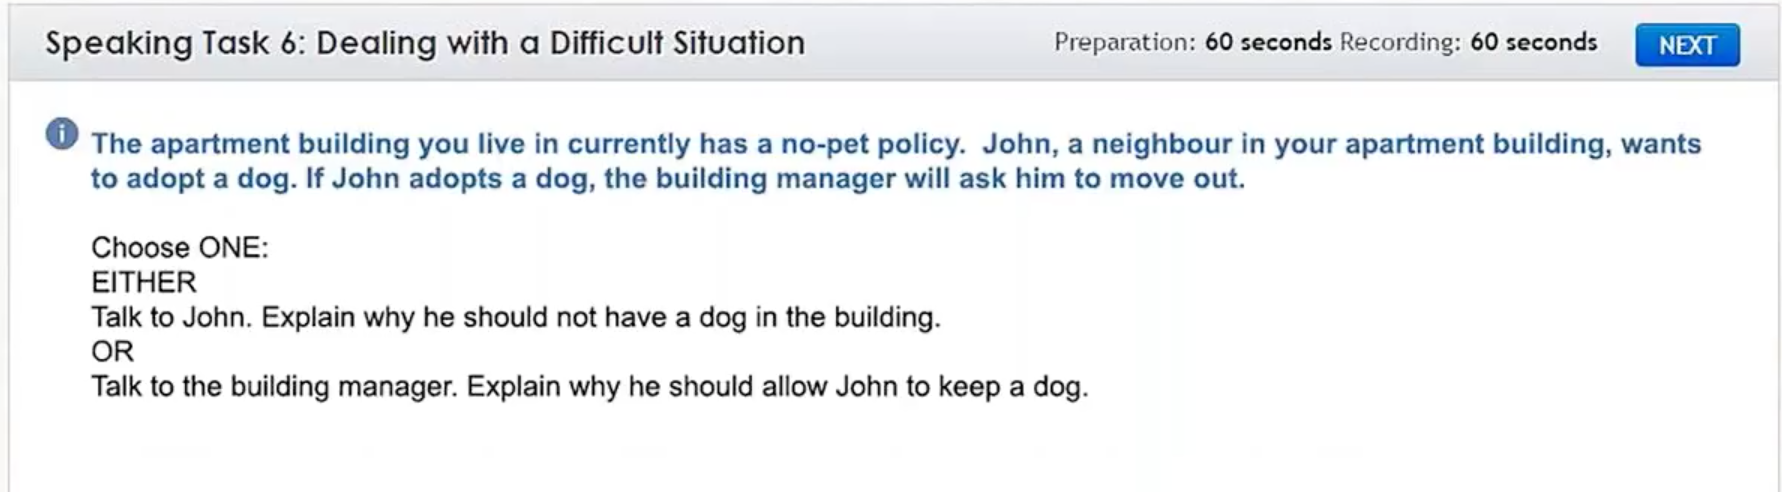 Speaking Task 6: Dealing with a Difficult Situation
Preparation: 60 seconds Recording: 60 seconds
NEXT
i
The apartment building you live in currently has a no-pet policy.  John, a neighbour in your apartment building, wants
to adopt a dog. If John adopts a dog, the building manager will ask him to move out.
Choose ONE:
EITHER
Talk to John. Explain why he should not have a dog in the building.
OR
Talk to the building manager. Explain why he should allow John to keep a dog.